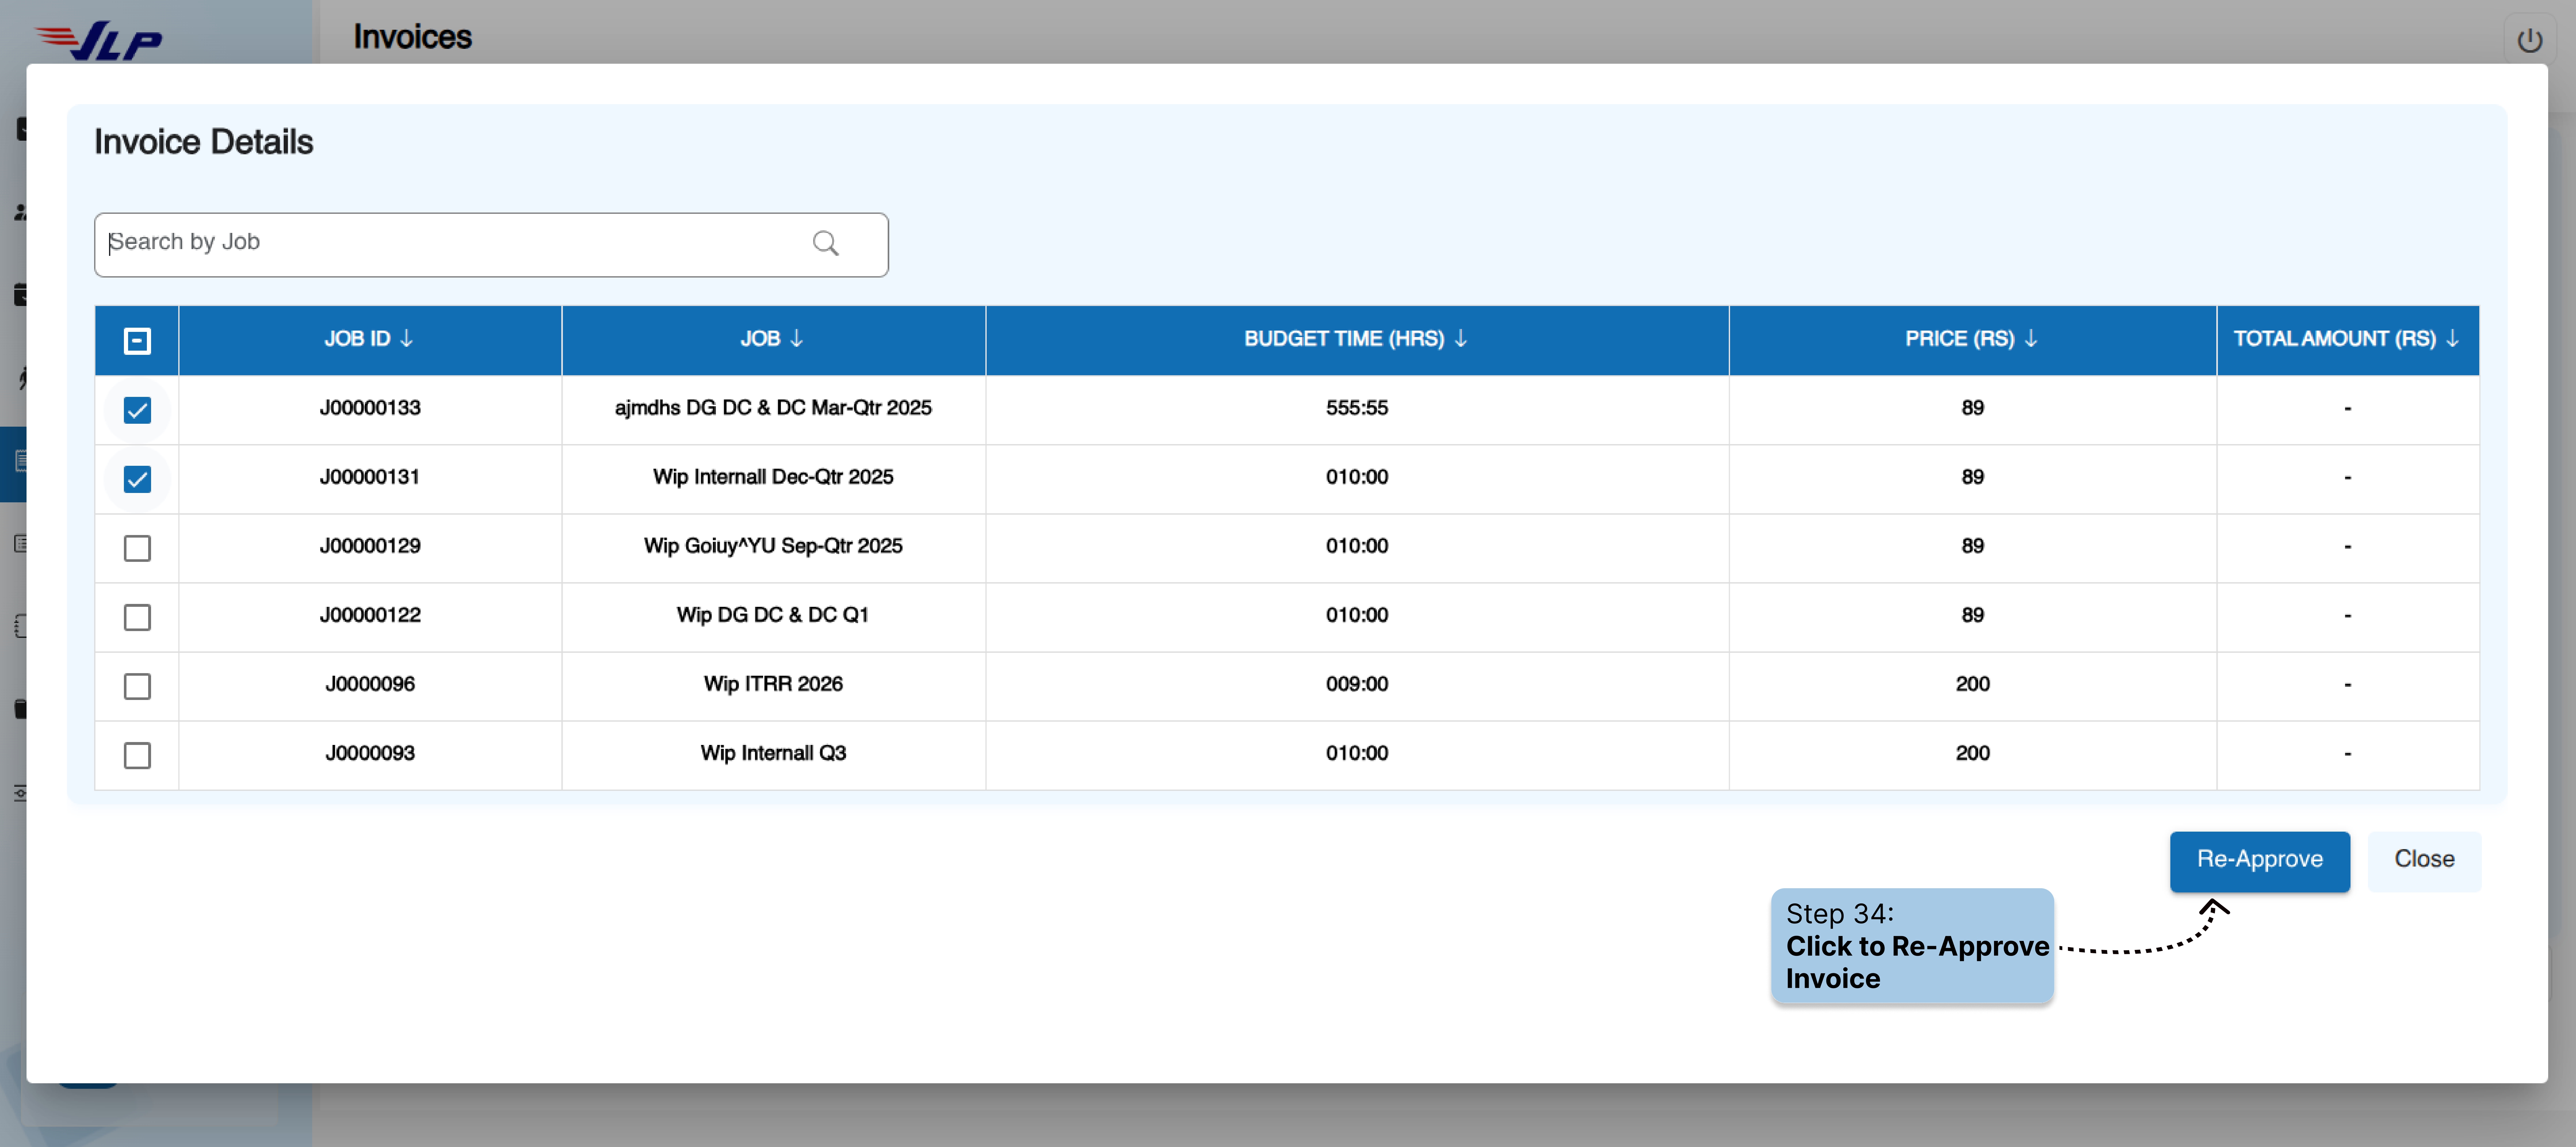 JLP
Invoices
Invoice Details
Search by Job
JOB ID ↓ JOB ↓ BUDGET TIME (HRS) ↓ PRICE (RS) ↓ TOTAL AMOUNT (RS) ↓
J00000133 ajmdhs DG DC & DC Mar-Qtr 2025 555:55 89 -
J00000131 Wip Internall Dec-Qtr 2025 010:00 89 -
J00000129 Wip Goiuy^YU Sep-Qtr 2025 010:00 89 -
J00000122 Wip DG DC & DC Q1 010:00 89 -
J0000096 Wip ITRR 2026 009:00 200 -
J0000093 Wip Internall Q3 010:00 200 -
Re-Approve Close
Step 34:
Click to Re-Approve
Invoice